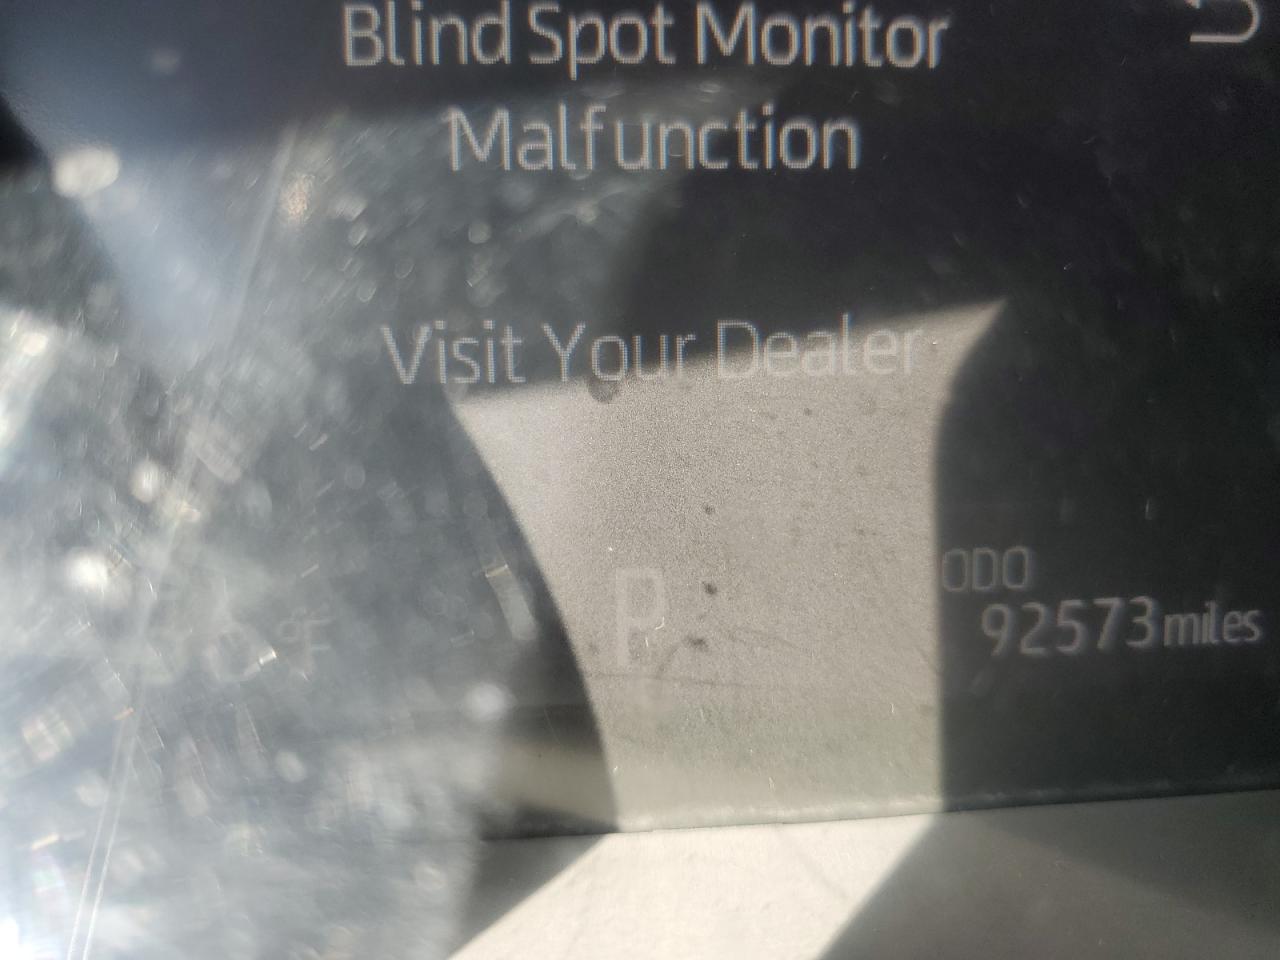 Blind Spot Monitor
Malfunction
Visit Your Dealer
ODO
P
92573 miles
°F